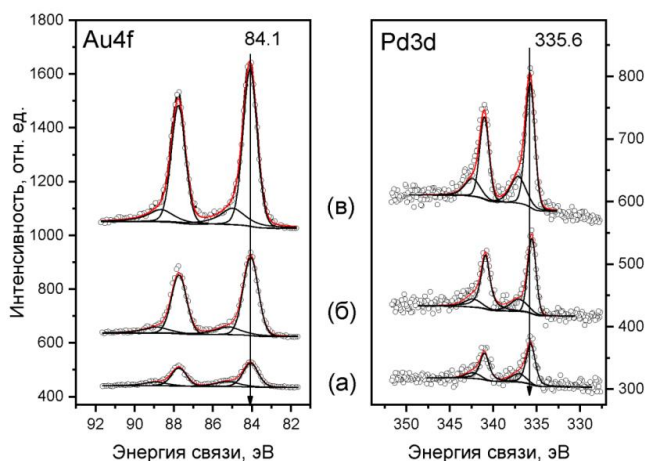 Au4f 84.1
Pd3d 335.6
Интенсивность, отн. ед.
1800
1600
1400
1200
1000
800
600
400
(в)
(б)
(а)
800
700
600
500
400
300
92 90 88 86 84 82
350 345 340 335 330
Энергия связи, эВ
Энергия связи, эВ